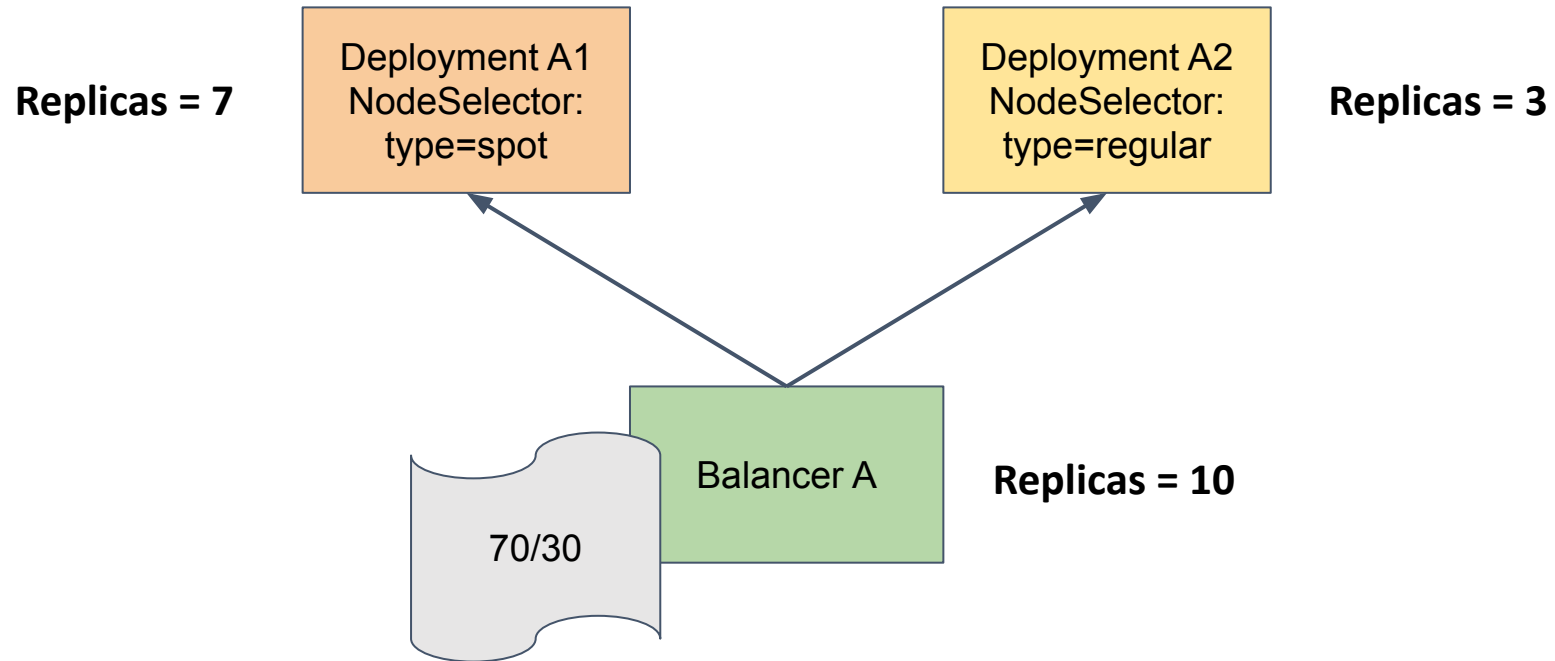 Replicas = 7
Deployment A1
NodeSelector:
type=spot
Deployment A2
NodeSelector:
type=regular
Replicas = 3
Balancer A
Replicas = 10
70/30